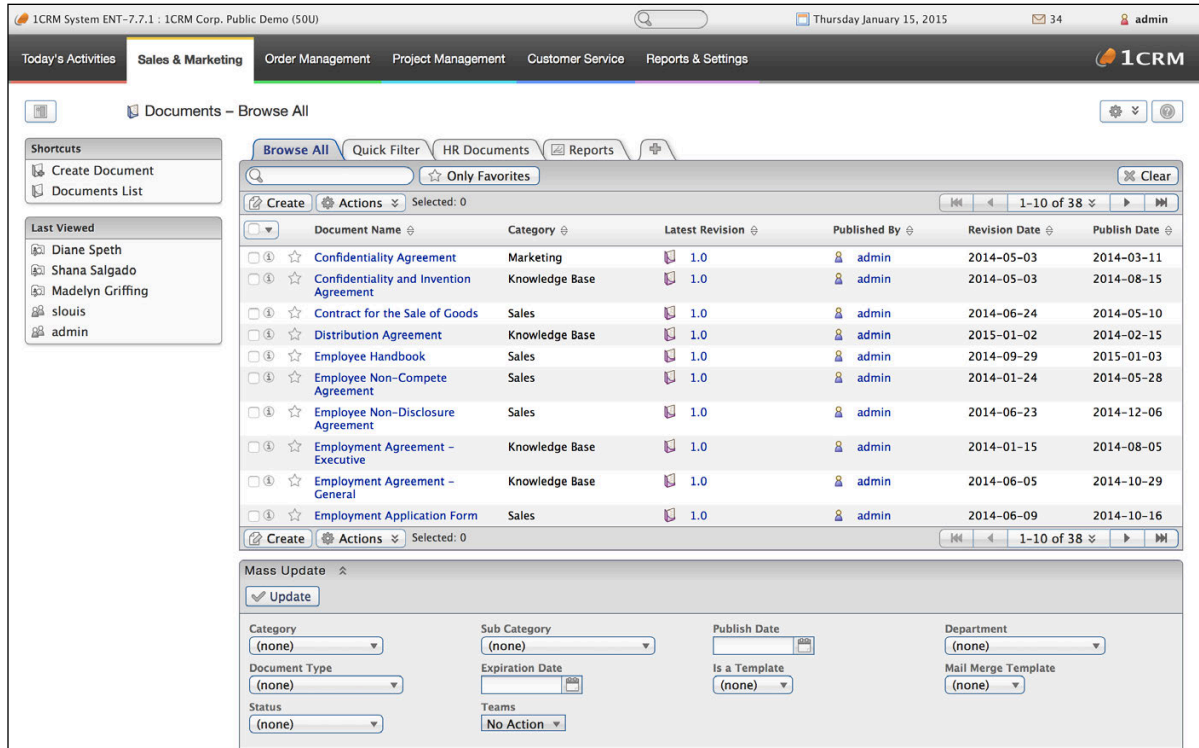 1CRM System ENT-7.7.1 : 1CRM Corp. Public Demo (50U) Thursday January 15, 2015 34 admin
Today's Activities Sales & Marketing Order Management Project Management Customer Service Reports & Settings 1CRM
Documents – Browse All
Shortcuts
Create Document
Documents List
Last Viewed
Diane Speth
Shana Salgado
Madelyn Griffing
slouis
admin
Browse All Quick Filter HR Documents Reports
Only Favorites Clear
Create Actions Selected: 0 1-10 of 38
Document Name Category Latest Revision Published By Revision Date Publish Date
Confidentiality Agreement Marketing 1.0 admin 2014-05-03 2014-03-11
Confidentiality and Invention Knowledge Base 1.0 admin 2014-05-03 2014-08-15
Agreement
Contract for the Sale of Goods Sales 1.0 admin 2014-06-24 2014-05-10
Distribution Agreement Knowledge Base 1.0 admin 2015-01-02 2014-02-15
Employee Handbook Sales 1.0 admin 2014-09-29 2015-01-03
Employee Non-Compete Sales 1.0 admin 2014-01-24 2014-05-28
Agreement
Employee Non-Disclosure Sales 1.0 admin 2014-06-23 2014-12-06
Agreement
Employment Agreement – Knowledge Base 1.0 admin 2014-01-15 2014-08-05
Executive
Employment Agreement – Knowledge Base 1.0 admin 2014-06-05 2014-10-29
General
Employment Application Form Sales 1.0 admin 2014-06-09 2014-10-16
Create Actions Selected: 0 1-10 of 38
Mass Update
Update
Category Sub Category Publish Date Department
(none) (none) (none)
Document Type Expiration Date Is a Template Mail Merge Template
(none) (none) (none)
Status Teams
(none) No Action